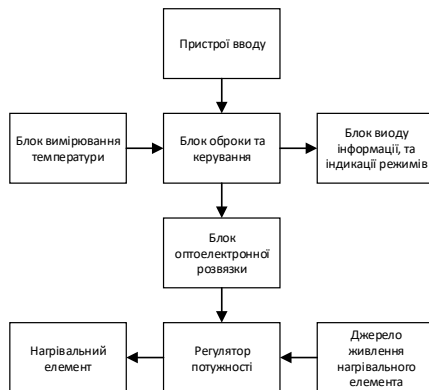 Пристрої вводу
Блок вимірювання
температури
Блок оброки та
керування
Блок виоду
інформації, та
індикації режимів
Блок
оптоелектронної
розвязки
Нагрівальний
елемент
Регулятор
потужності
Джерело
живлення
нагрівального
елемента